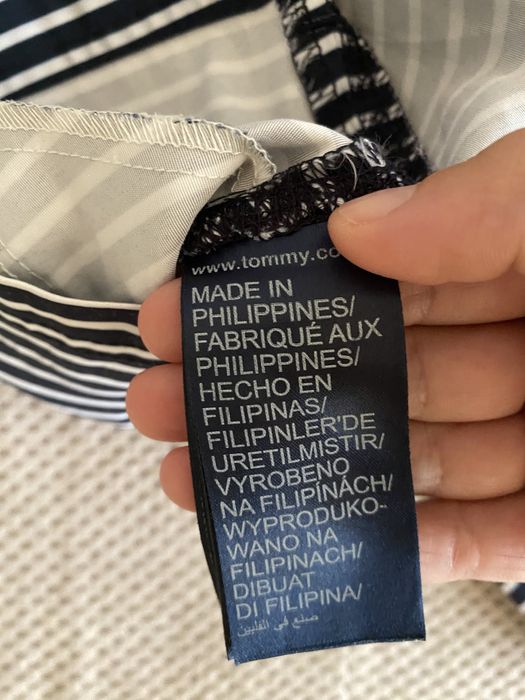 www.tommy.co
MADE IN
PHILIPPINES/
FABRIQUÉ AUX
PHILIPPINES/
HECHO EN
FILIPINAS/
FILIPINLER'DE
URETILMISTIR/
VYROBENO
NA FILIPÍNÁCH/
WYPRODUKO-
WANO NA
FILIPINACH/
DIBUAT
DI FILIPINA/
صنع في الفلبين